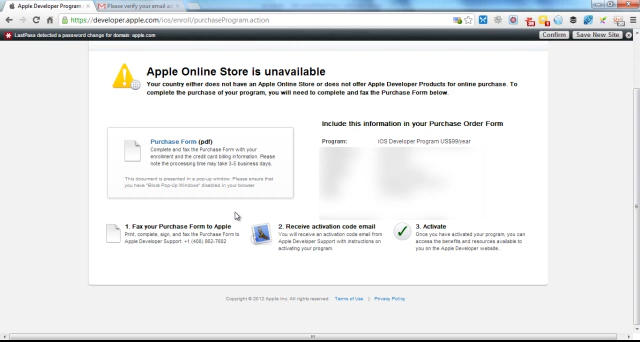 Apple Developer Program
Please verify your email ac
https://developer.apple.com/ios/enroll/purchaseProgram.action
LastPass detected a password change for domain: apple.com
Confirm
Save New Site
Apple Online Store is unavailable
Your country either does not have an Apple Online Store or does not offer Apple Developer Products for online purchase. To
complete the purchase of your program, you will need to complete and fax the Purchase Form below.
Purchase Form (pdf)
Complete and fax the Purchase Form with your
enrollment and the credit card billing information. Please
note the processing time may take 3-5 business days.
This document is presented in a pop-up window. Please ensure that
you have "Block Pop-Up Windows" disabled in your browser
Include this information in your Purchase Order Form
Program: iOS Developer Program US$99/year
1. Fax your Purchase Form to Apple
Print, complete, sign, and fax the Purchase Form to
Apple Developer Support: +1 (408) 862-7602
2. Receive activation code email
You will receive an activation code email from
Apple Developer Support with instructions on
activating your program.
3. Activate
Once you have activated your program, you can
access the benefits and resources available to
you on the Apple Developer website.
Copyright © 2012 Apple Inc. All rights reserved. Terms of Use | Privacy Policy